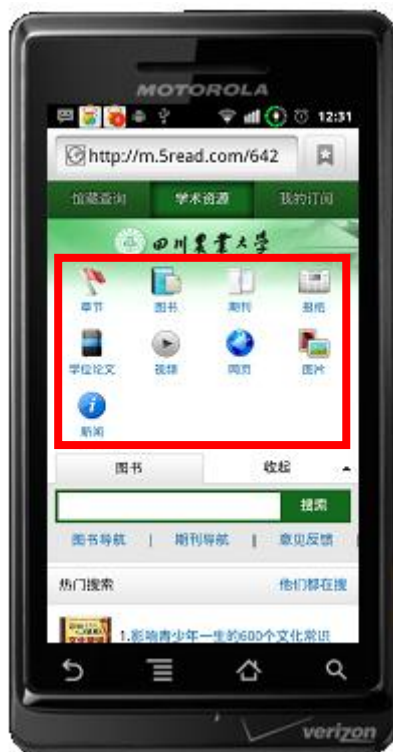 MOTOROLA
12:31
http://m.5read.com/642
馆藏查询 学术资源 我的订阅
四川农业大学
章节 图书 期刊 报纸
学位论文 视频 网页 图片
新闻
图书 收起
搜索
图书导航 | 期刊导航 | 意见反馈 |
热门搜索 他们都在搜
1.影响青少年一生的600个文化常识
verizon